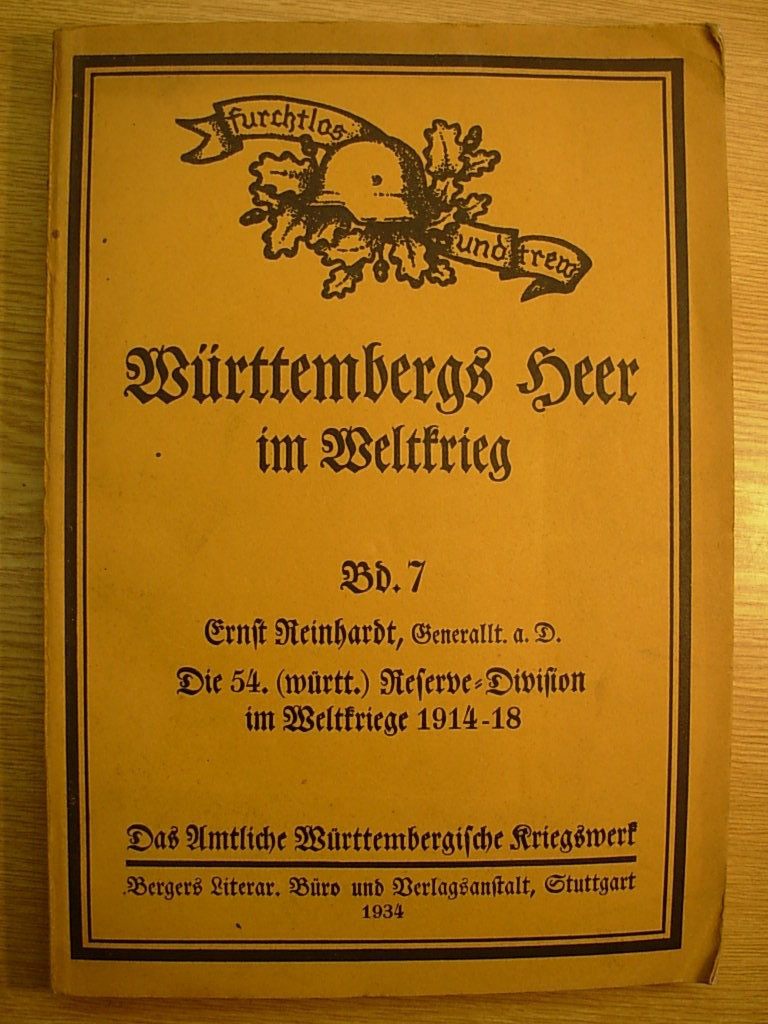 furchtlos
und trew
Württembergs Heer
im Weltkrieg
Bd. 7
Ernst Reinhardt, Generallt. a. D.
Die 54. (württ.) Reserve-Division
im Weltkriege 1914-18
Das Amtliche Württembergische Kriegswerk
Bergers Literar. Büro und Verlagsanstalt, Stuttgart
1934